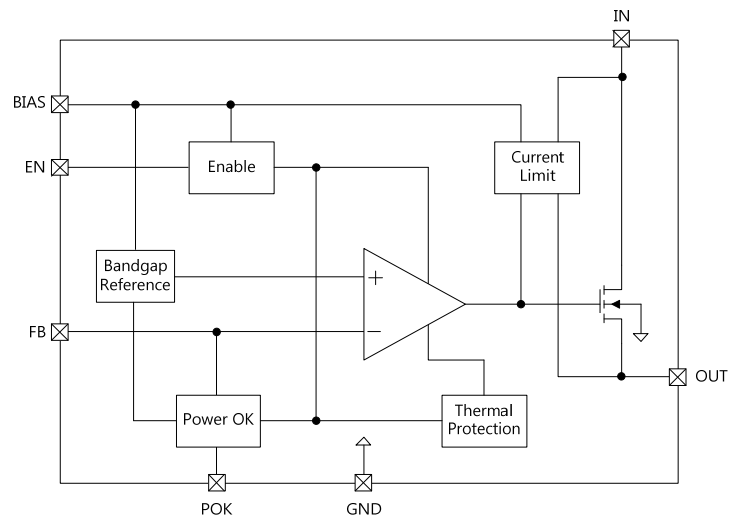 IN
BIAS
EN
Enable
Current
Limit
Bandgap
Reference
+
−
FB
OUT
Power OK
Thermal
Protection
POK
GND